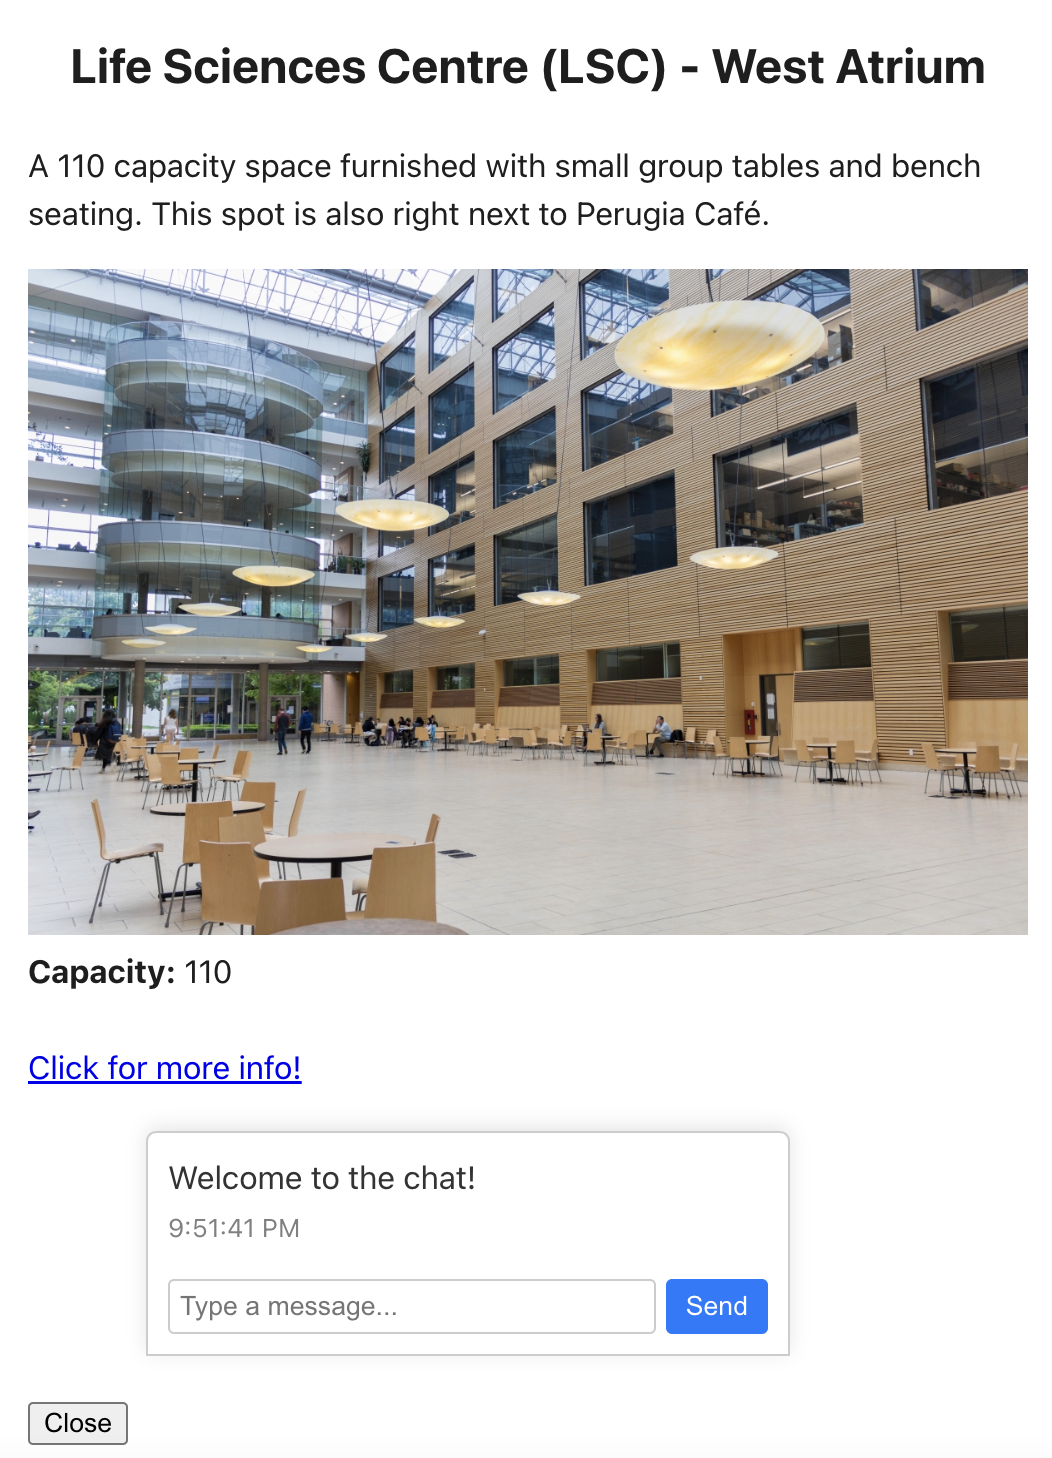 Life Sciences Centre (LSC) - West Atrium
A 110 capacity space furnished with small group tables and bench
seating. This spot is also right next to Perugia Café.
Capacity: 110
Click for more info!
Welcome to the chat!
9:51:41 PM
Type a message...
Send
Close